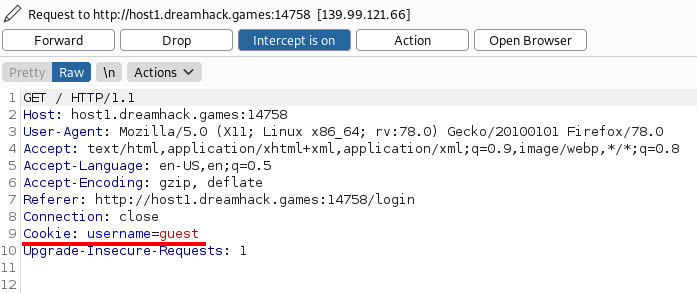 Request to http://host1.dreamhack.games:14758 [139.99.121.66]
Forward Drop Intercept is on Action Open Browser
Pretty Raw \n Actions
1 GET / HTTP/1.1
2 Host: host1.dreamhack.games:14758
3 User-Agent: Mozilla/5.0 (X11; Linux x86_64; rv:78.0) Gecko/20100101 Firefox/78.0
4 Accept: text/html,application/xhtml+xml,application/xml;q=0.9,image/webp,*/*;q=0.8
5 Accept-Language: en-US,en;q=0.5
6 Accept-Encoding: gzip, deflate
7 Referer: http://host1.dreamhack.games:14758/login
8 Connection: close
9 Cookie: username=guest
10 Upgrade-Insecure-Requests: 1
11
12